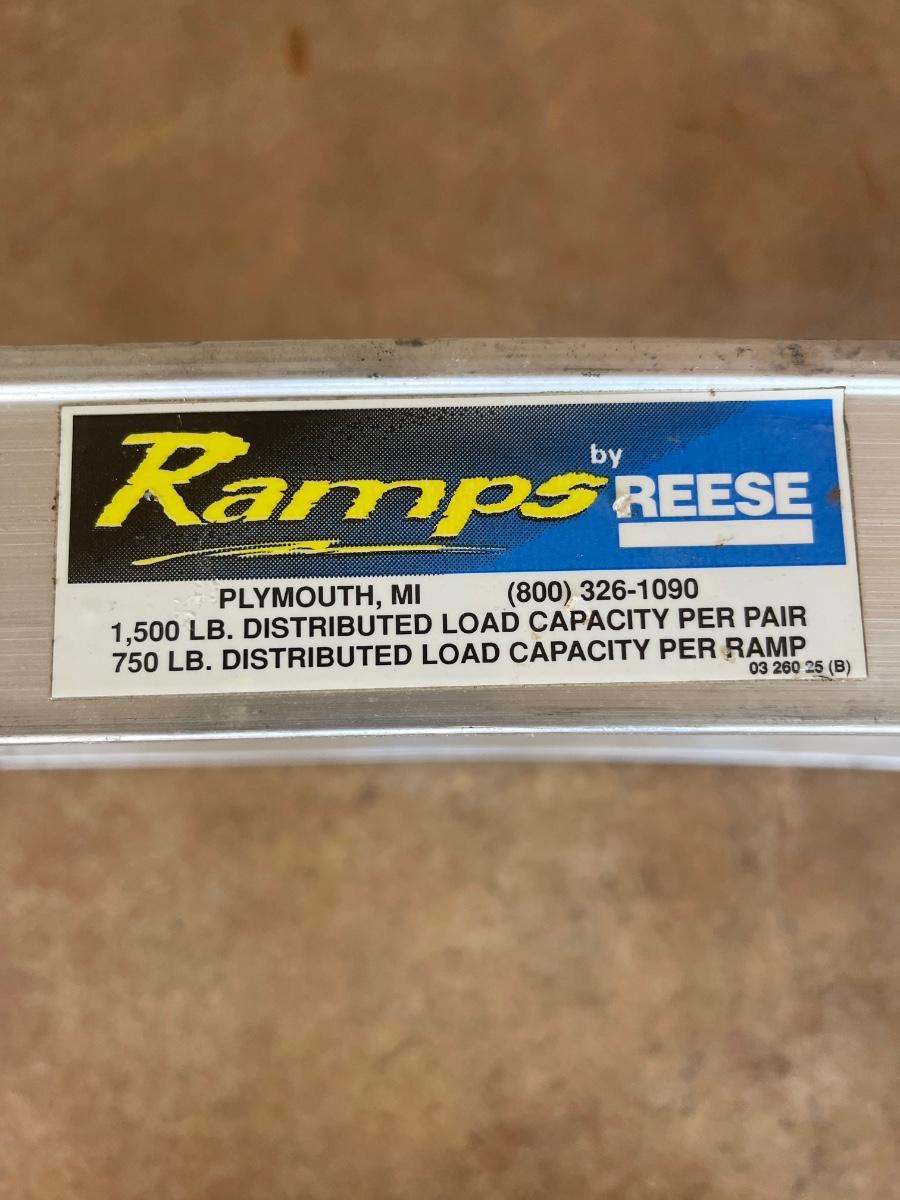 Ramps by REESE
PLYMOUTH, MI (800) 326-1090
1,500 LB. DISTRIBUTED LOAD CAPACITY PER PAIR
750 LB. DISTRIBUTED LOAD CAPACITY PER RAMP
03 260 25 (B)